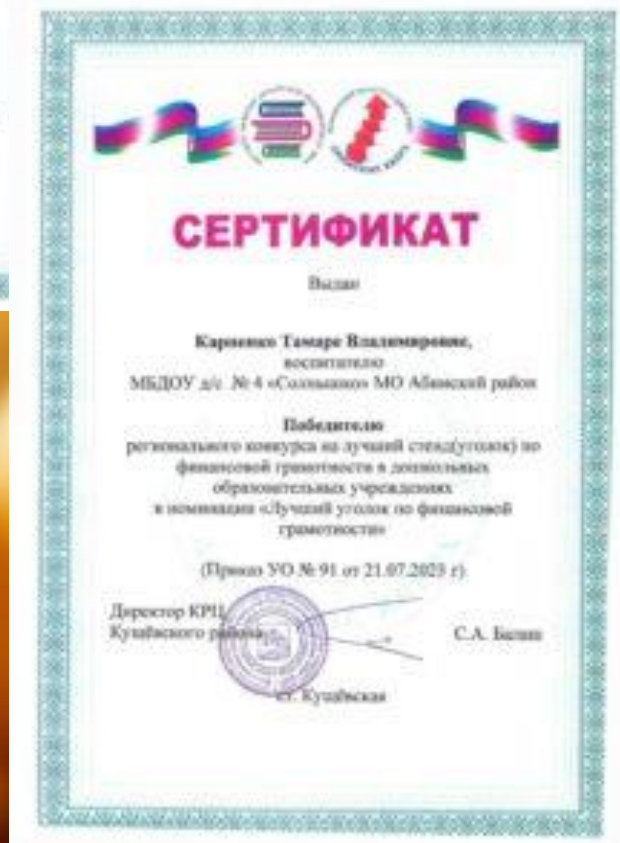 СЕРТИФИКАТ
Выдан
Тамаре Владимировне,
воспитателю
МБДОУ д/с № 4 «Солнышко» МО Абинский район
Победителю
регионального конкурса на лучший стенд(уголок) по
финансовой грамотности в дошкольных
образовательных учреждениях
в номинации «Лучший уголок по финансовой
грамотности»
(Приказ УО № 91 от 21.07.2023 г)
Директор КРЦ
Кущёвского района
С.А.
ст. Кущёвская